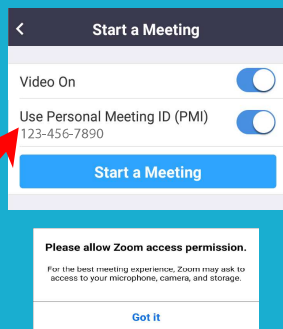 Start a Meeting
Video On
Use Personal Meeting ID (PMI)
123-456-7890
Start a Meeting
Please allow Zoom access permission.
For the best meeting experience, Zoom may ask to
access to your microphone, camera, and storage.
Got it